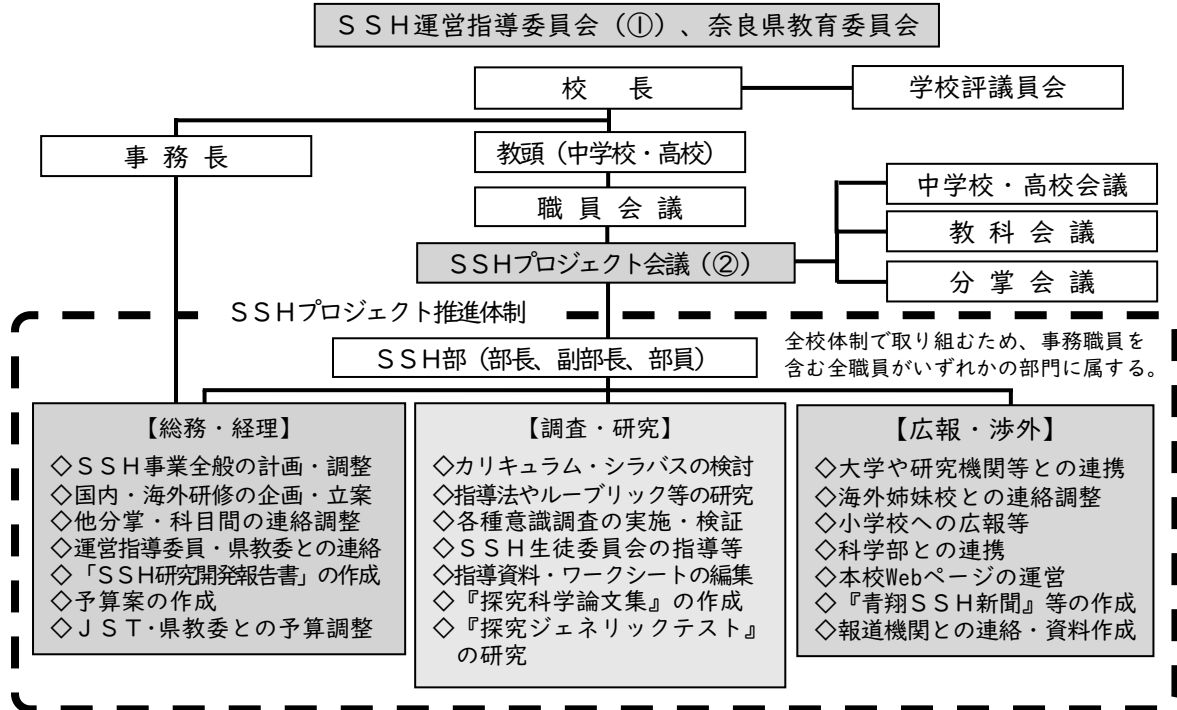 ＳＳＨ運営指導委員会（①）、奈良県教育委員会
校　長
学校評議員会
事 務 長
教頭（中学校・高校）
職 員 会 議
ＳＳＨプロジェクト会議（②）
中学校・高校会議
教 科 会 議
分 掌 会 議
ＳＳＨプロジェクト推進体制
全校体制で取り組むため、事務職員を
含む全職員がいずれかの部門に属する。
ＳＳＨ部（部長、副部長、部員）
【総務・経理】
◇ＳＳＨ事業全般の計画・調整
◇国内・海外研修の企画・立案
◇他分掌・科目間の連絡調整
◇運営指導委員・県教委との連絡
◇「ＳＳＨ研究開発報告書」の作成
◇予算案の作成
◇ＪＳＴ・県教委との予算調整
【調査・研究】
◇カリキュラム・シラバスの検討
◇指導法やルーブリック等の研究
◇各種意識調査の実施・検証
◇ＳＳＨ生徒委員会の指導等
◇指導資料・ワークシートの編集
◇『探究科学論文集』の作成
◇『探究ジェネリックテスト』
の研究
【広報・渉外】
◇大学や研究機関等との連携
◇海外姉妹校との連絡調整
◇小学校への広報等
◇科学部との連携
◇本校Webページの運営
◇『青翔ＳＳＨ新聞』等の作成
◇報道機関との連絡・資料作成